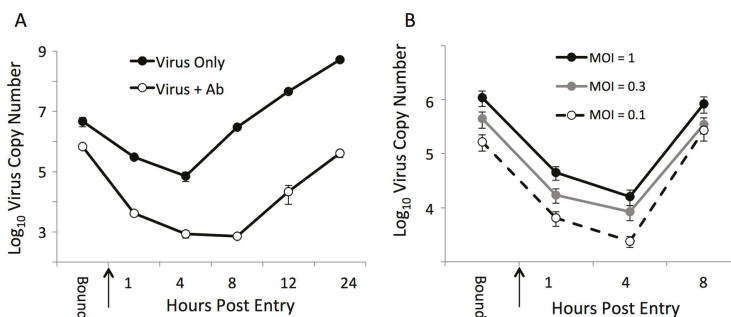 A
Log10 Virus Copy Number
9
7
5
3
Virus Only
Virus + Ab
Bound
1
4
8
12
24
Hours Post Entry
B
Log10 Virus Copy Number
6
5
4
MOI = 1
MOI = 0.3
MOI = 0.1
Bound
1
4
8
Hours Post Entry